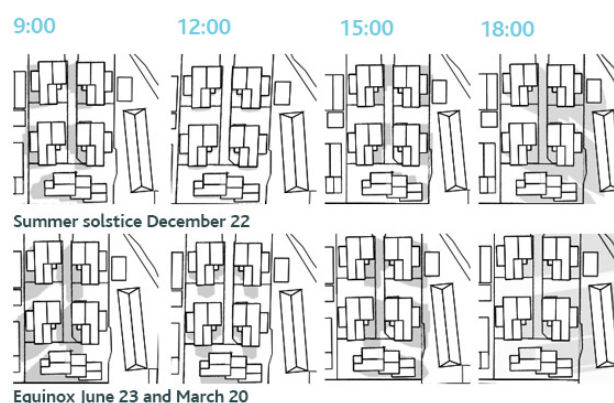 9:00 12:00 15:00 18:00
Summer solstice December 22
Equinox June 23 and March 20